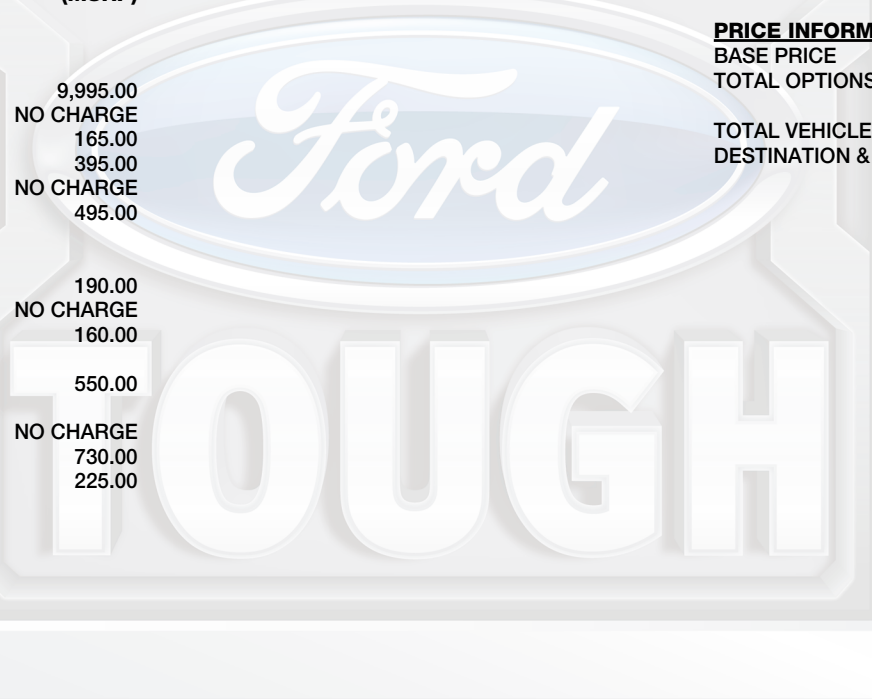 (MSRP)
9,995.00
NO CHARGE
165.00
395.00
NO CHARGE
495.00
190.00
NO CHARGE
160.00
550.00
NO CHARGE
730.00
225.00
PRICE INFORM
BASE PRICE
TOTAL OPTIONS
TOTAL VEHICLE
DESTINATION &
Ford
TOUGH